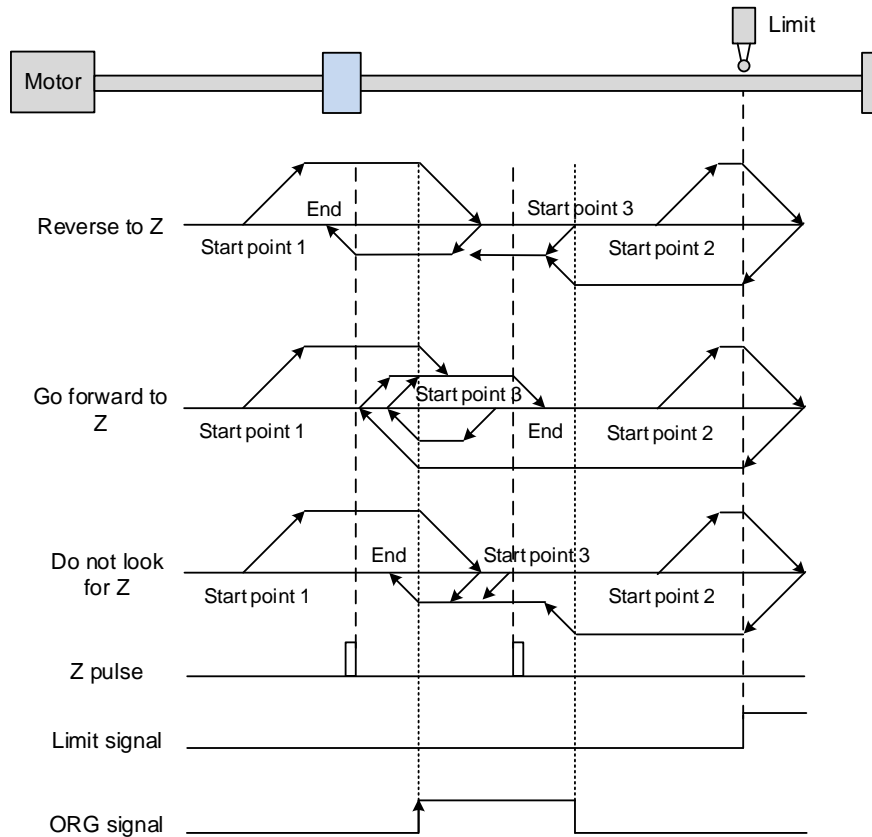 Limit
Motor
Reverse to Z
End
Start point 3
Start point 1
Start point 2
Go forward to
Z
Start point 3
Start point 1
End
Start point 2
Do not look
for Z
End
Start point 3
Start point 1
Start point 2
Z pulse
Limit signal
ORG signal